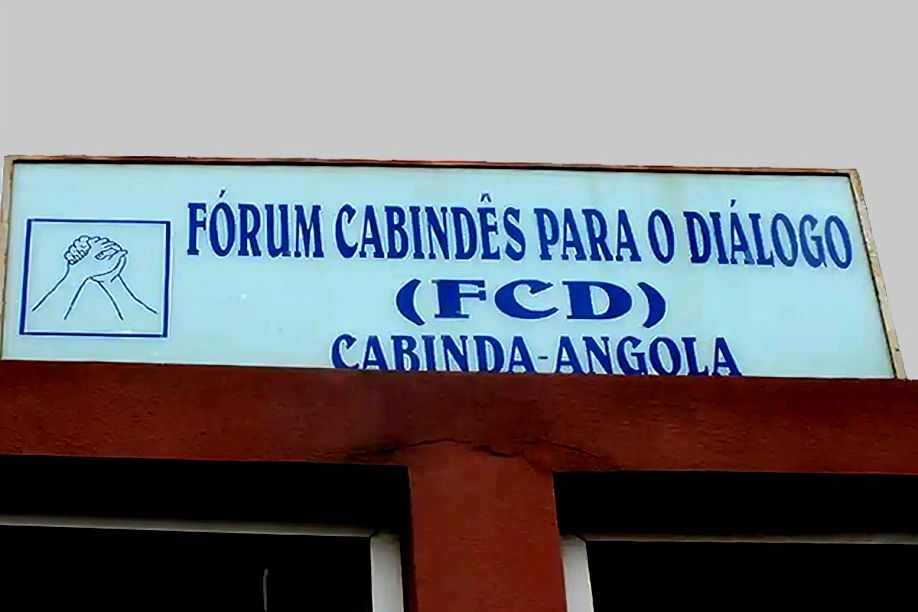 FÓRUM CABINDÊS PARA O DIÁLOGO
(FCD)
CABINDA-ANGOLA